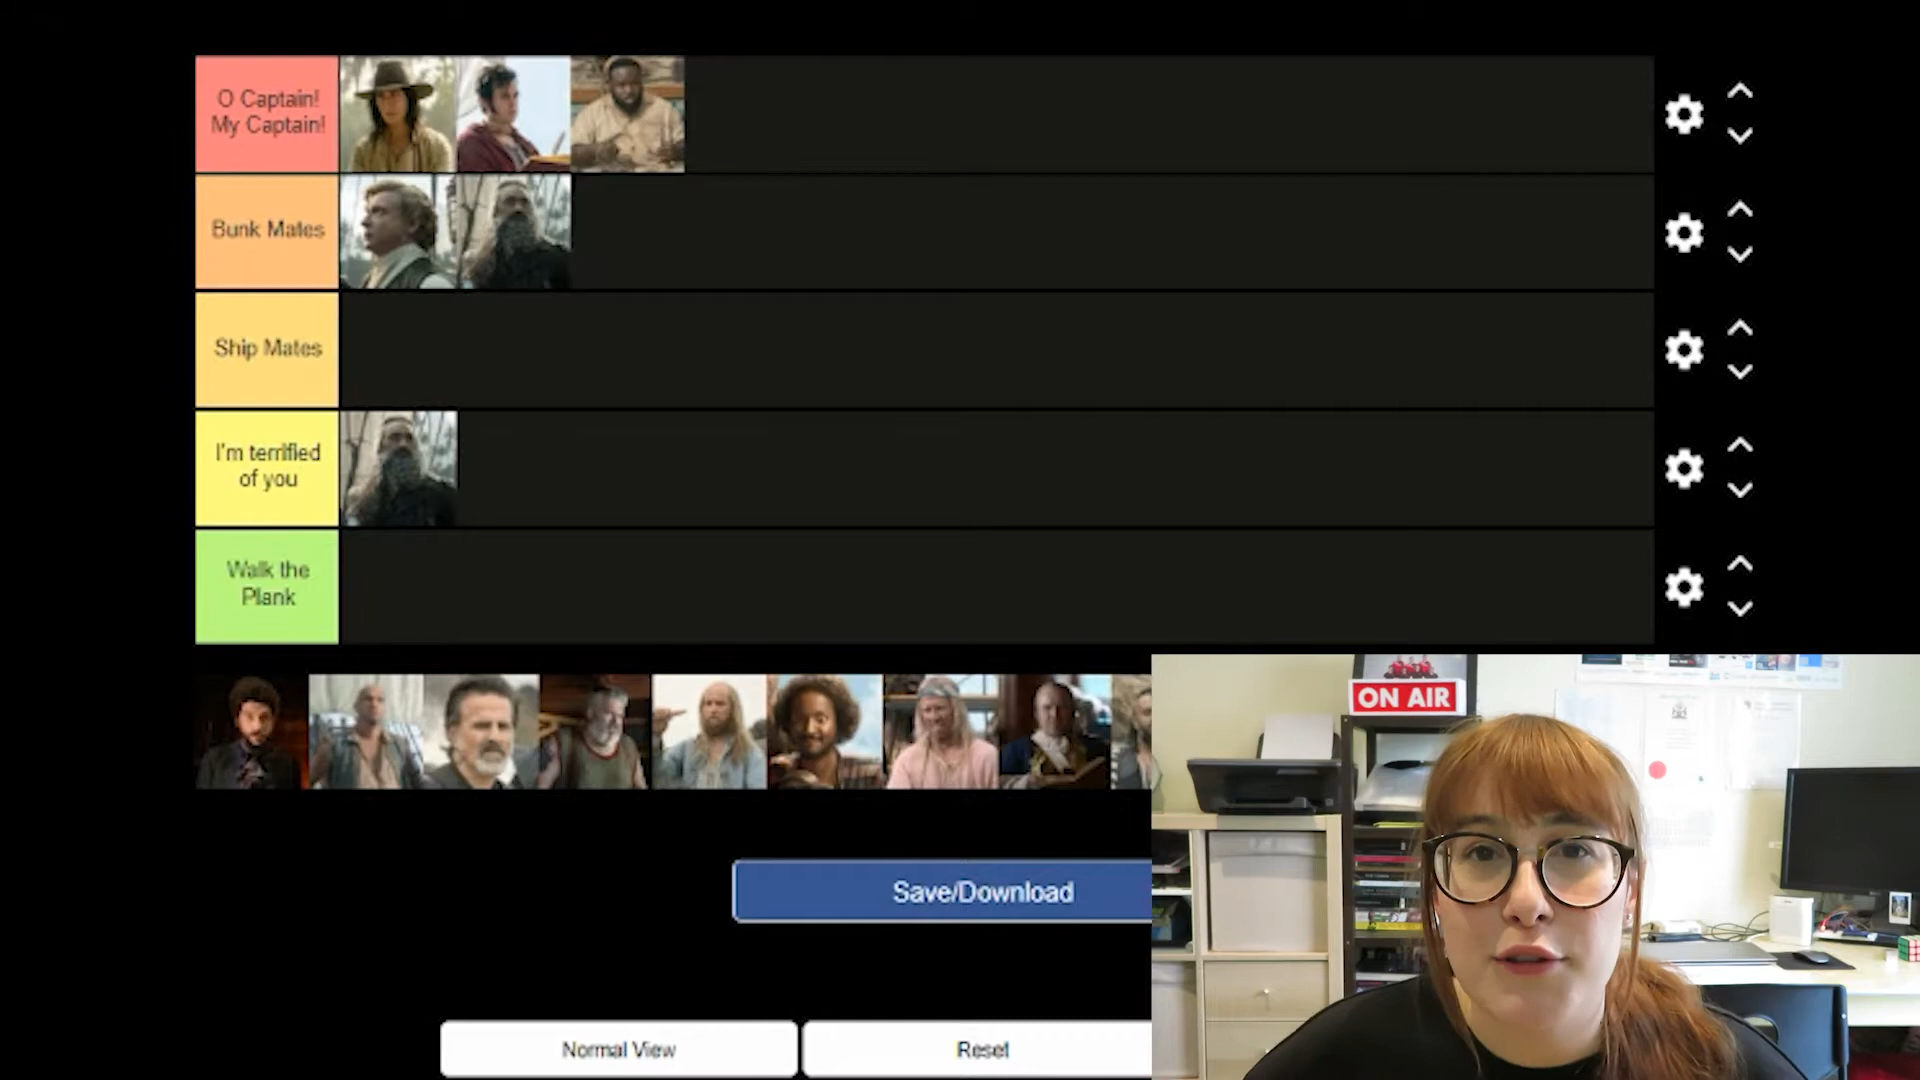 O Captain!
My Captain!
Bunk Mates
Ship Mates
I'm terrified
of you
Walk the
Plank
ON AIR
Save/Download
Normal View
Reset